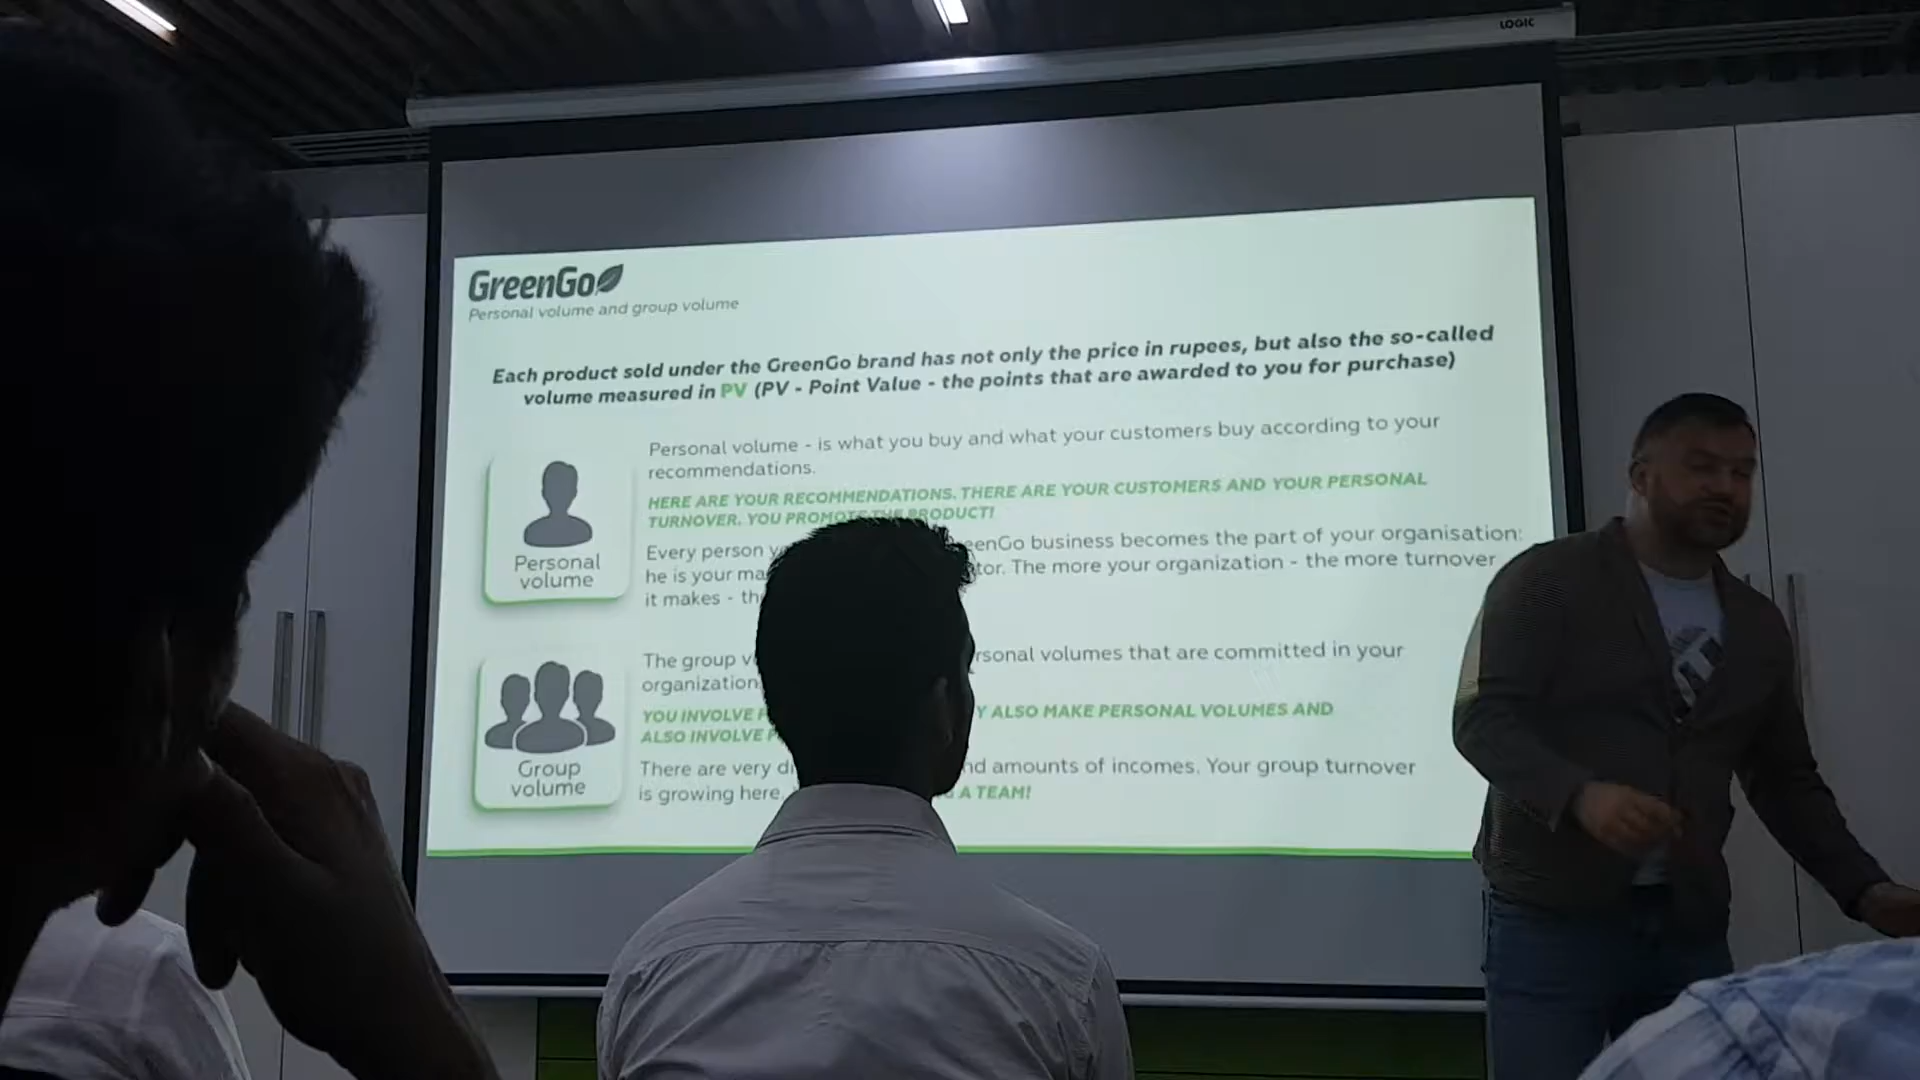 LOGIC
GreenGo
Personal volume and group volume
Each product sold under the GreenGo brand has not only the price in rupees, but also the so-called
volume measured in PV (PV - Point Value - the points that are awarded to you for purchase)
Personal volume - is what you buy and what your customers buy according to your
recommendations.
HERE ARE YOUR RECOMMENDATIONS. THERE ARE YOUR CUSTOMERS AND YOUR PERSONAL
TURNOVER. YOU PROMOTE THE PRODUCT!
Personal
volume
Every person eenGo business becomes the part of your organisation:
he is your tor. The more your organization - the more turnover
it makes -
Group
volume
The group rsonal volumes that are committed in your
organization
YOU INVOLVE ALSO MAKE PERSONAL VOLUMES AND
ALSO INVOLVE
There are very nd amounts of incomes. Your group turnover
is growing here. A TEAM!